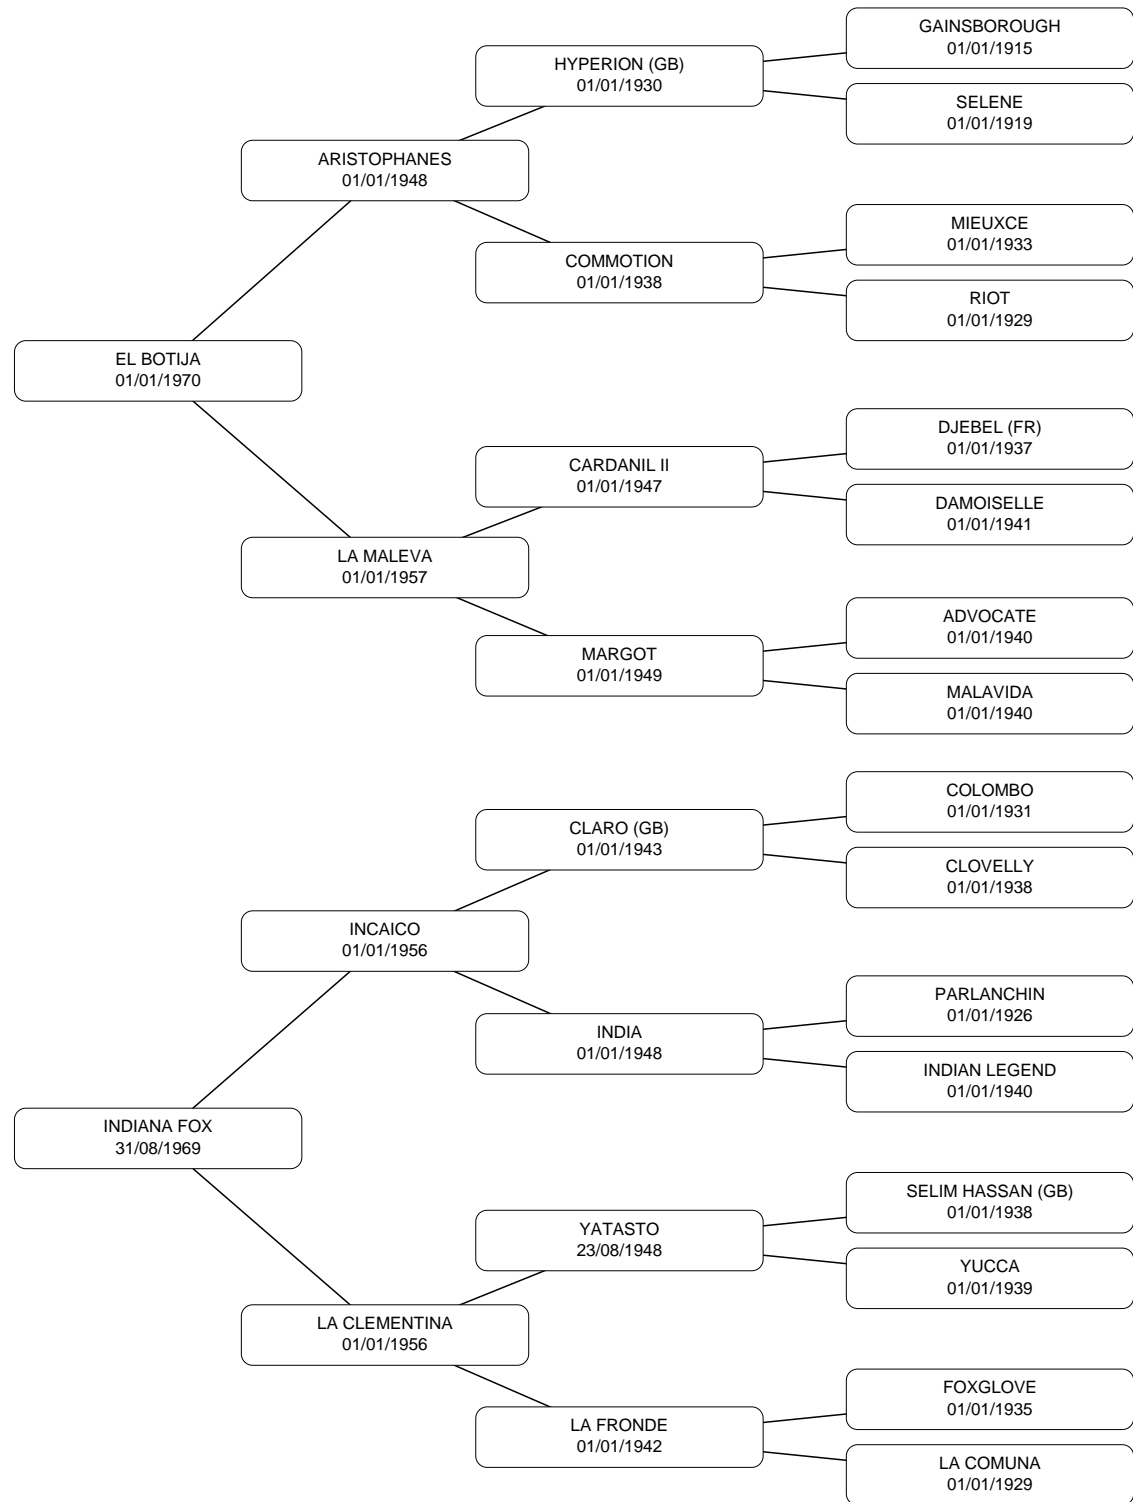 GAINSBOROUGH
01/01/1915
HYPERION (GB)
01/01/1930
SELENE
01/01/1919
ARISTOPHANES
01/01/1948
MIEUXCE
01/01/1933
COMMOTION
01/01/1938
RIOT
01/01/1929
EL BOTIJA
01/01/1970
DJEBEL (FR)
01/01/1937
CARDANIL II
01/01/1947
DAMOISELLE
01/01/1941
LA MALEVA
01/01/1957
ADVOCATE
01/01/1940
MARGOT
01/01/1949
MALAVIDA
01/01/1940
COLOMBO
01/01/1931
CLARO (GB)
01/01/1943
CLOVELLY
01/01/1938
INCAICO
01/01/1956
PARLANCHIN
01/01/1926
INDIA
01/01/1948
INDIAN LEGEND
01/01/1940
INDIANA FOX
31/08/1969
SELIM HASSAN (GB)
01/01/1938
YATASTO
23/08/1948
YUCCA
01/01/1939
LA CLEMENTINA
01/01/1956
FOXGLOVE
01/01/1935
LA FRONDE
01/01/1942
LA COMUNA
01/01/1929